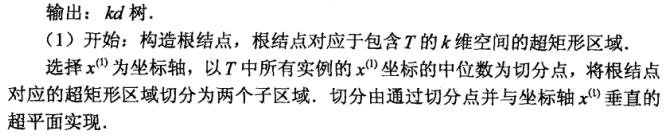 输出：kd 树．
（1）开始：构造根结点，根结点对应于包含 T 的 k 维空间的超矩形区域．
选择 x⁽¹⁾为坐标轴，以 T 中所有实例的 x⁽¹⁾坐标的中位数为切分点，将根结点
对应的超矩形区域切分为两个子区域．切分由通过切分点并与坐标轴 x⁽¹⁾垂直的
超平面实现．